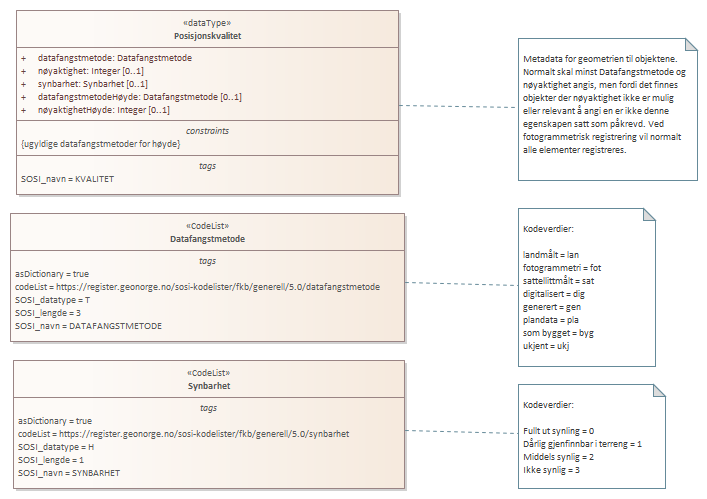 «dataType»
Posisjonskvalitet
+ datafangstmetode: Datafangstmetode
+ nøyaktighet: Integer [0..1]
+ synbarhet: Synbarhet [0..1]
+ datafangstmetodeHøyde: Datafangstmetode [0..1]
+ nøyaktighetHøyde: Integer [0..1]
constraints
{ugyldige datafangstmetoder for høyde}
tags
SOSI_navn = KVALITET
Metadata for geometrien til objektene.
Normalt skal minst Datafangstmetode og
nøyaktighet angis, men fordi det finnes
objekter der nøyaktighet ikke er mulig
eller relevant å angi en er ikke denne
egenskapen satt som påkrevd. Ved
fotogrammetrisk registrering vil normalt
alle elementer registreres.
«CodeList»
Datafangstmetode
tags
asDictionary = true
codeList = https://register.geonorge.no/sosi-kodelister/fkb/generell/5.0/datafangstmetode
SOSI_datatype = T
SOSI_lengde = 3
SOSI_navn = DATAFANGSTMETODE
Kodeverdier:
landmålt = lan
fotogrammetri = fot
sattellittmålt = sat
digitalisert = dig
generert = gen
plandata = pla
som bygget = byg
ukjent = ukj
«CodeList»
Synbarhet
tags
asDictionary = true
codeList = https://register.geonorge.no/sosi-kodelister/fkb/generell/5.0/synbarhet
SOSI_datatype = H
SOSI_lengde = 1
SOSI_navn = SYNBARHET
Kodeverdier:
Fullt ut synling = 0
Dårlig gjenfinnbar i terreng = 1
Middels synlig = 2
Ikke synlig = 3